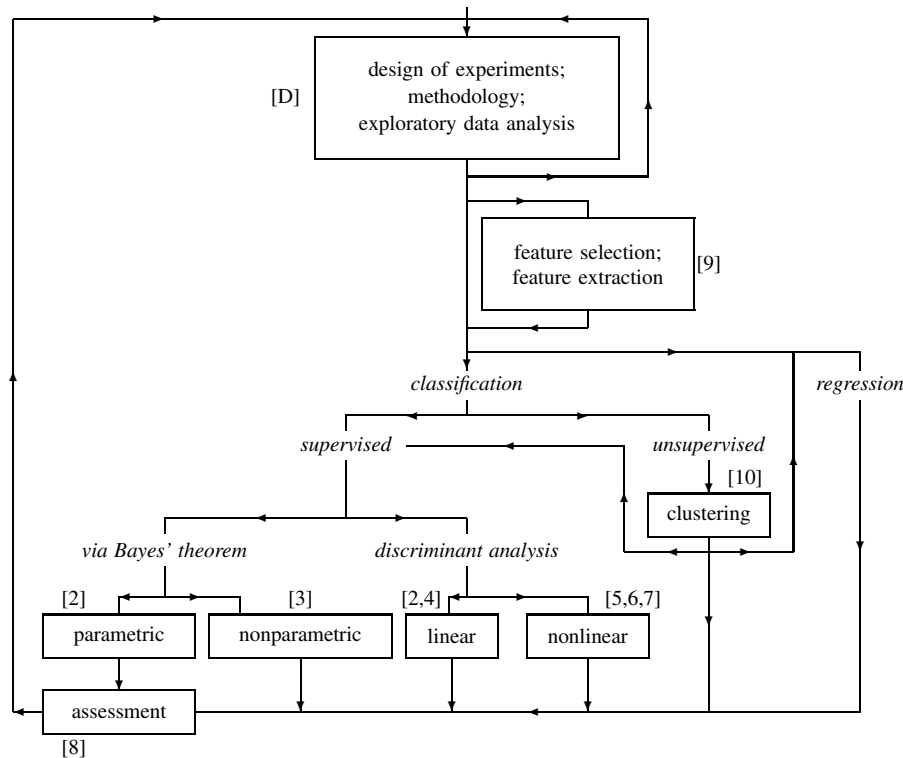 design of experiments;
[D] methodology;
exploratory data analysis
feature selection;
[9]
feature extraction
classification
regression
supervised
unsupervised
[10]
clustering
via Bayes' theorem
discriminant analysis
[2]
[3]
[2,4]
[5,6,7]
parametric
nonparametric
linear
nonlinear
assessment
[8]